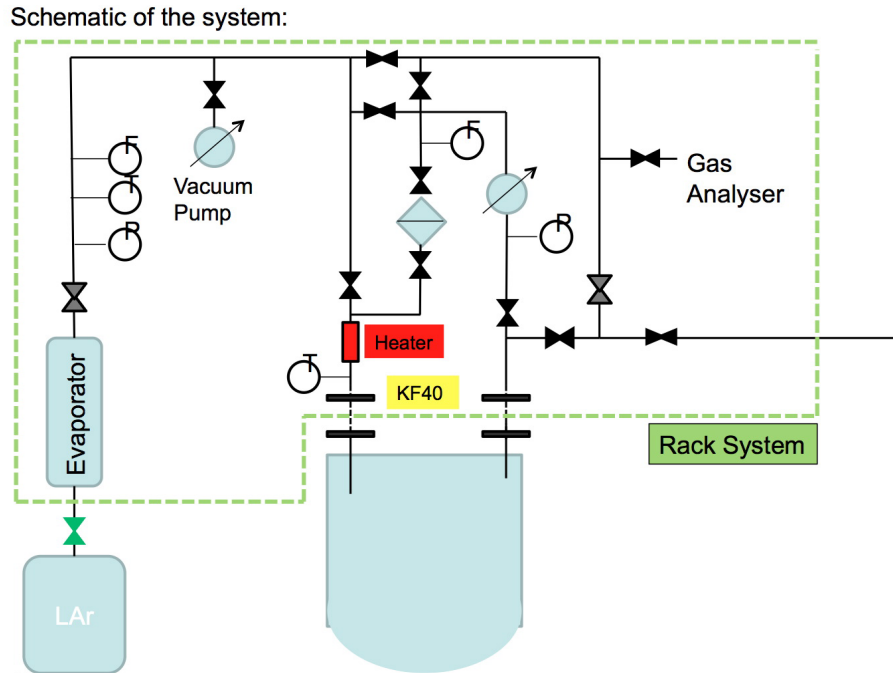 Schematic of the system:
F
T
P
Vacuum
Pump
F
P
Gas
Analyser
Heater
T
KF40
Evaporator
Rack System
LAr